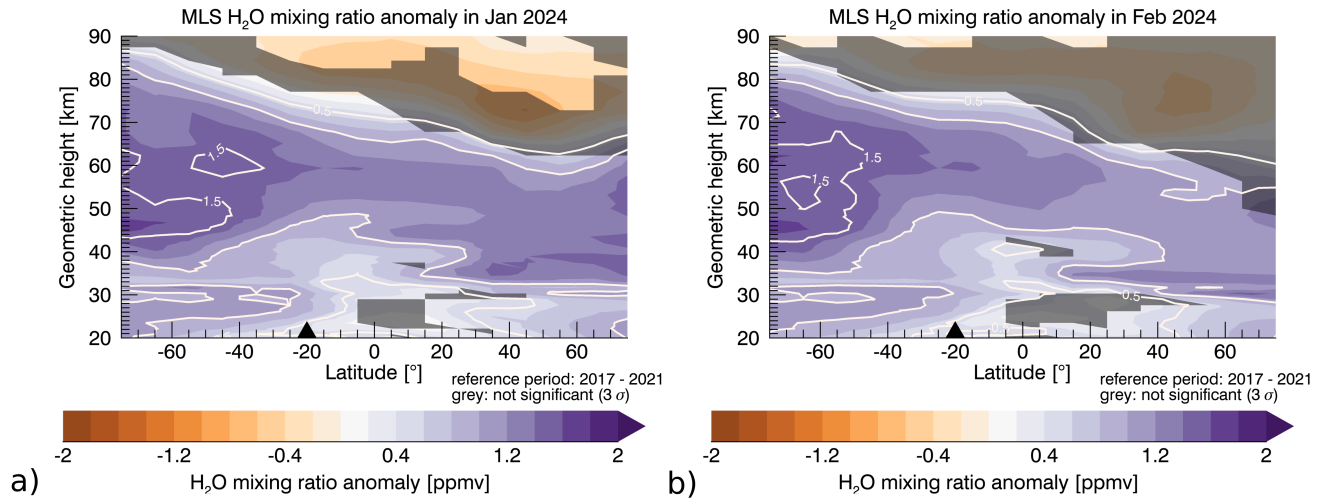 MLS H₂O mixing ratio anomaly in Jan 2024
90
80
70
60
50
40
30
20
Geometric height [km]
0.5
1.5
1.5
-60 -40 -20 0 20 40 60
Latitude [°]
reference period: 2017 - 2021
grey: not significant (3 σ)
-2 -1.2 -0.4 0.4 1.2 2
H₂O mixing ratio anomaly [ppmv]
a)
MLS H₂O mixing ratio anomaly in Feb 2024
90
80
70
60
50
40
30
20
Geometric height [km]
0.5
1.5
1.5
0.5
-60 -40 -20 0 20 40 60
Latitude [°]
reference period: 2017 - 2021
grey: not significant (3 σ)
-2 -1.2 -0.4 0.4 1.2 2
H₂O mixing ratio anomaly [ppmv]
b)